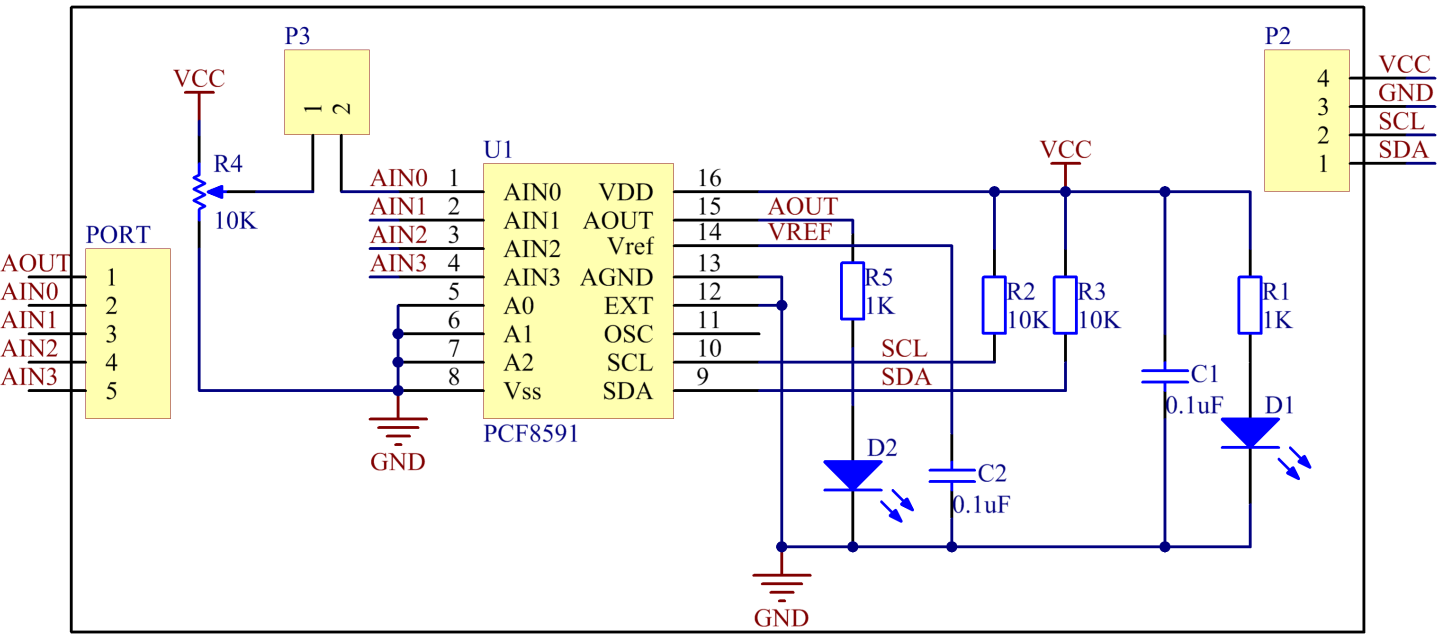 P3
1
2
VCC
R4
10K
PORT
AOUT 1
AIN0 2
AIN1 3
AIN2 4
AIN3 5
U1
AIN0 1 AIN0 VDD 16
AIN1 2 AIN1 AOUT 15 AOUT
AIN2 3 AIN2 Vref 14 VREF
AIN3 4 AIN3 AGND 13
5 A0 EXT 12
6 A1 OSC 11
7 A2 SCL 10 SCL
8 Vss SDA 9 SDA
PCF8591
GND
VCC
R5
1K
R2
10K
R3
10K
R1
1K
C1
0.1uF
D1
D2
C2
0.1uF
GND
P2
4 VCC
3 GND
2 SCL
1 SDA